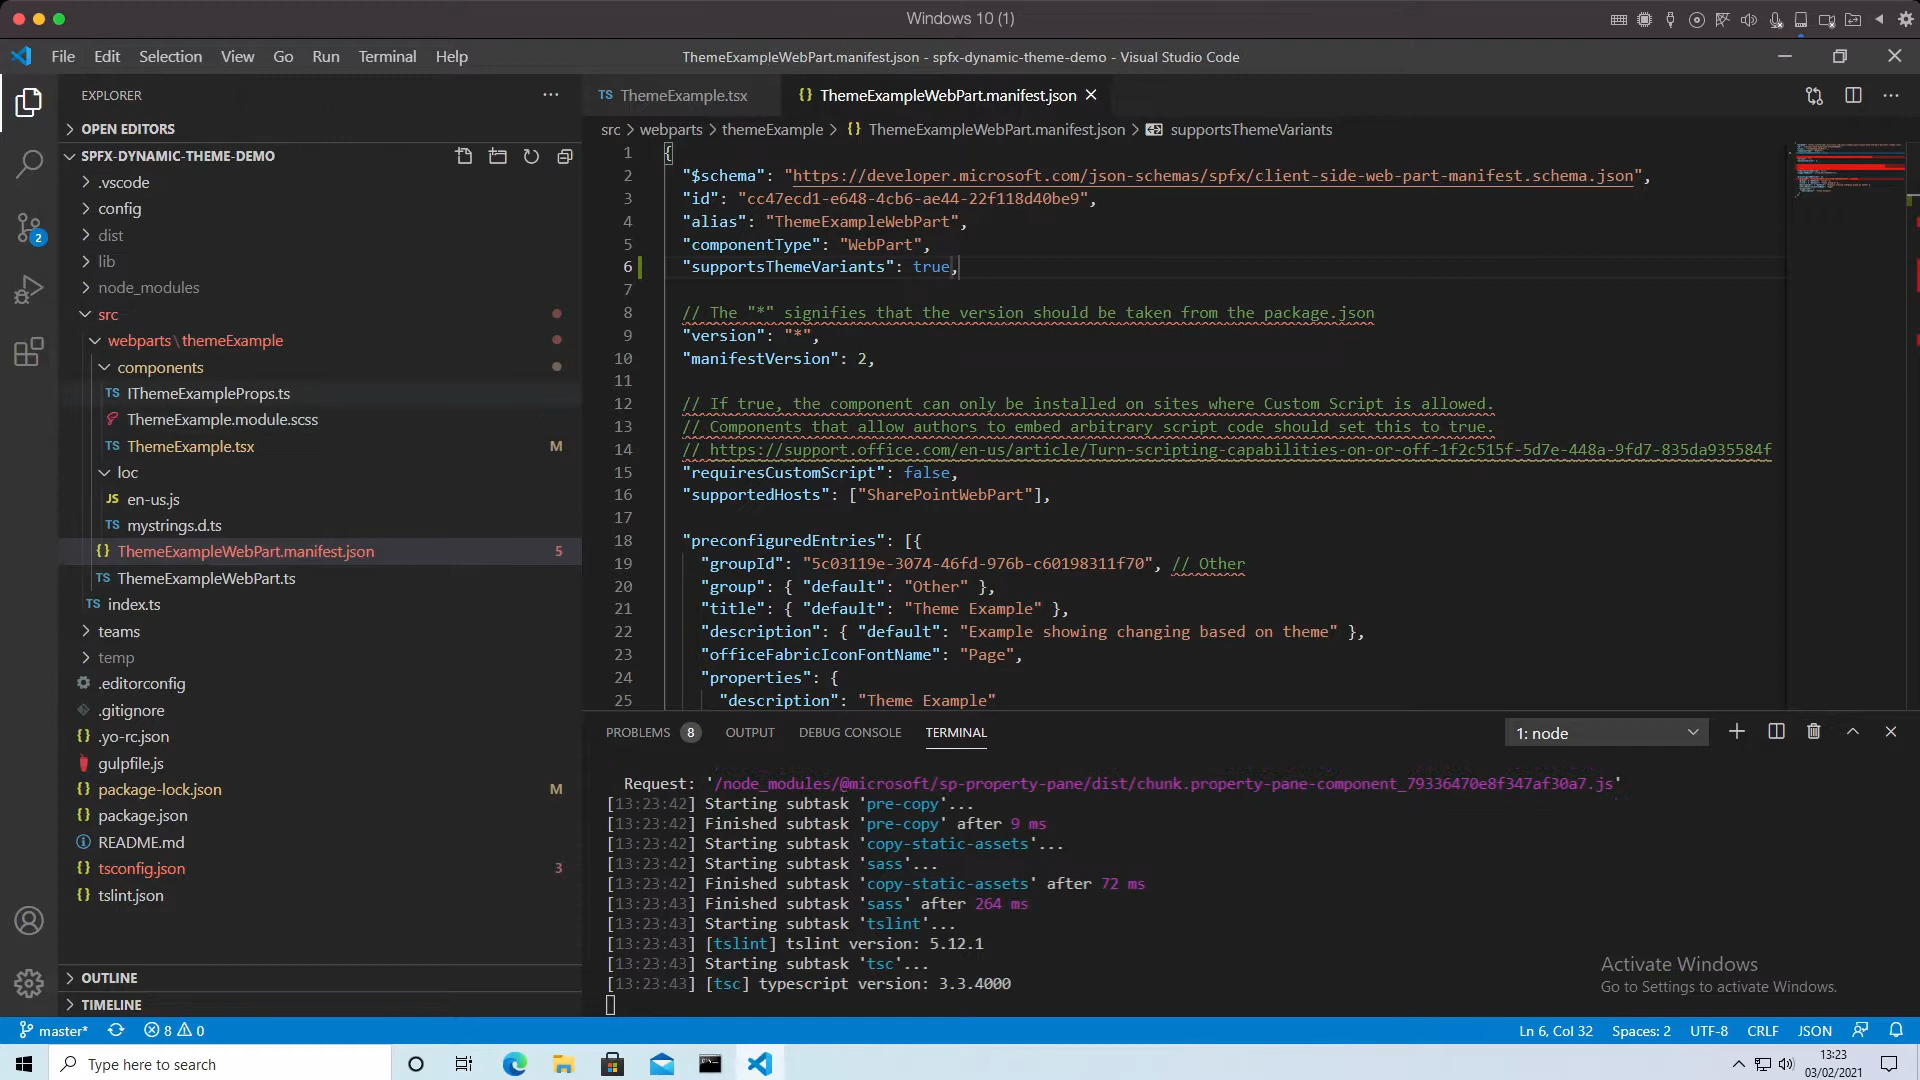 Windows 10 (1)
File Edit Selection View Go Run Terminal Help
ThemeExampleWebPart.manifest.json - spfx-dynamic-theme-demo - Visual Studio Code
EXPLORER
OPEN EDITORS
SPFX-DYNAMIC-THEME-DEMO
.vscode
config
dist
lib
node_modules
src
webparts\themeExample
components
TS IThemeExampleProps.ts
ThemeExample.module.scss
TS ThemeExample.tsx M
loc
JS en-us.js
TS mystrings.d.ts
{} ThemeExampleWebPart.manifest.json 5
TS ThemeExampleWebPart.ts
TS index.ts
teams
temp
.editorconfig
.gitignore
{} .yo-rc.json
gulpfile.js
{} package-lock.json M
{} package.json
README.md
{} tsconfig.json 3
{} tslint.json
OUTLINE
TIMELINE
2
TS ThemeExample.tsx
{} ThemeExampleWebPart.manifest.json
src > webparts > themeExample > {} ThemeExampleWebPart.manifest.json > supportsThemeVariants
1 {
2 "$schema": "https://developer.microsoft.com/json-schemas/spfx/client-side-web-part-manifest.schema.json",
3 "id": "cc47ecd1-e648-4cb6-ae44-22f118d40be9",
4 "alias": "ThemeExampleWebPart",
5 "componentType": "WebPart",
6 "supportsThemeVariants": true,
7
8 // The "*" signifies that the version should be taken from the package.json
9 "version": "*",
10 "manifestVersion": 2,
11
12 // If true, the component can only be installed on sites where Custom Script is allowed.
13 // Components that allow authors to embed arbitrary script code should set this to true.
14 // https://support.office.com/en-us/article/Turn-scripting-capabilities-on-or-off-1f2c515f-5d7e-448a-9fd7-835da935584f
15 "requiresCustomScript": false,
16 "supportedHosts": ["SharePointWebPart"],
17
18 "preconfiguredEntries": [{
19 "groupId": "5c03119e-3074-46fd-976b-c60198311f70", // Other
20 "group": { "default": "Other" },
21 "title": { "default": "Theme Example" },
22 "description": { "default": "Example showing changing based on theme" },
23 "officeFabricIconFontName": "Page",
24 "properties": {
25 "description": "Theme Example"
PROBLEMS 8 OUTPUT DEBUG CONSOLE TERMINAL
1: node
Request: '/node_modules/@microsoft/sp-property-pane/dist/chunk.property-pane-component_79336470e8f347af30a7.js'
[13:23:42] Starting subtask 'pre-copy'...
[13:23:42] Finished subtask 'pre-copy' after 9 ms
[13:23:42] Starting subtask 'copy-static-assets'...
[13:23:42] Starting subtask 'sass'...
[13:23:42] Finished subtask 'copy-static-assets' after 72 ms
[13:23:43] Finished subtask 'sass' after 264 ms
[13:23:43] Starting subtask 'tslint'...
[13:23:43] [tslint] tslint version: 5.12.1
[13:23:43] Starting subtask 'tsc'...
[13:23:43] [tsc] typescript version: 3.3.4000
Activate Windows
Go to Settings to activate Windows.
master* 8 0
Ln 6, Col 32 Spaces: 2 UTF-8 CRLF JSON
Type here to search
13:23
03/02/2021